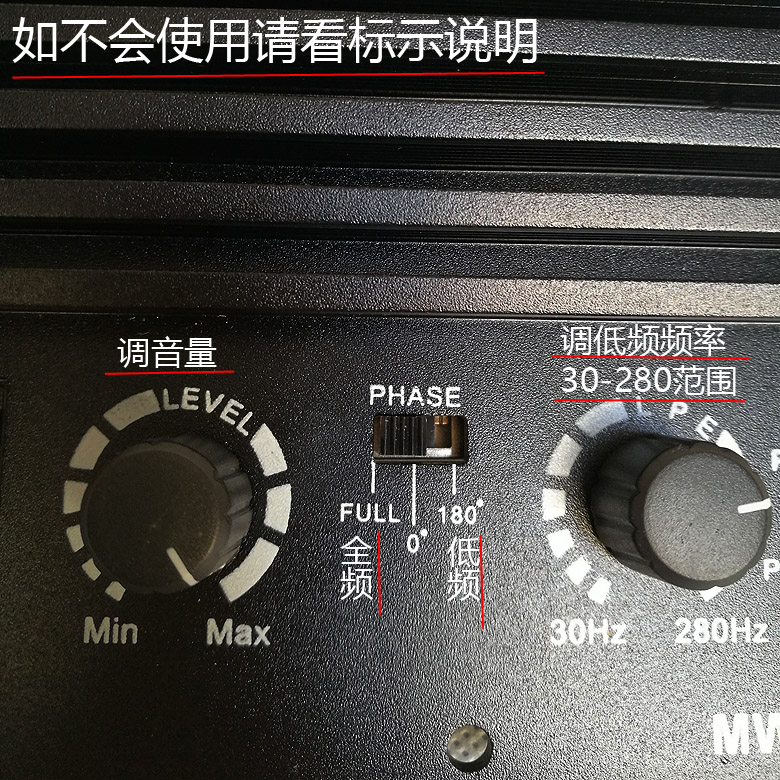 如不会使用请看标示说明
调音量
调低频频率
30-280范围
LEVEL
PHASE
FULL
0°
180°
全频
低频
Min
Max
30Hz
280Hz
MV